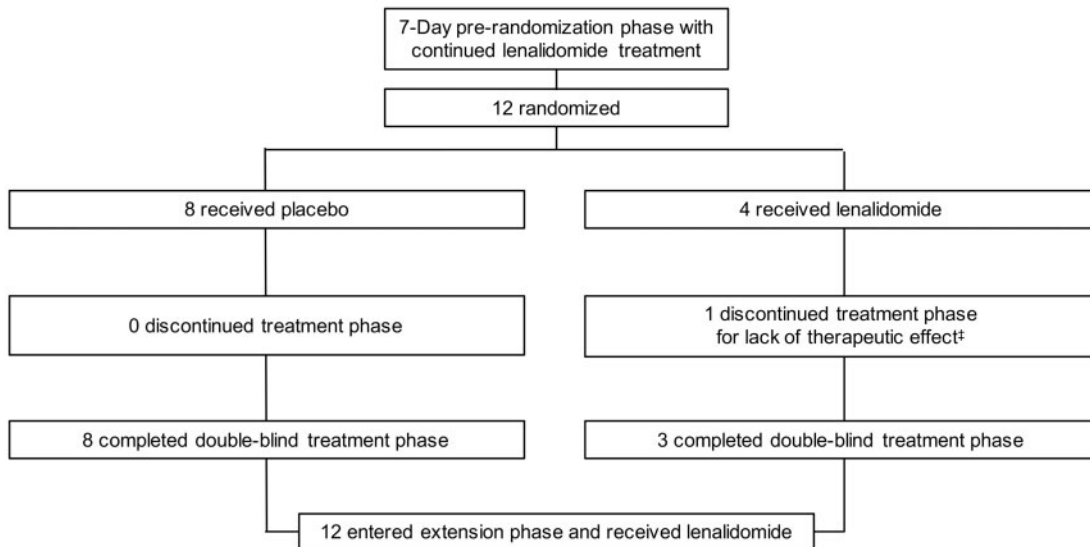 7-Day pre-randomization phase with
continued lenalidomide treatment
12 randomized
8 received placebo
4 received lenalidomide
0 discontinued treatment phase
1 discontinued treatment phase
for lack of therapeutic effect‡
8 completed double-blind treatment phase
3 completed double-blind treatment phase
12 entered extension phase and received lenalidomide